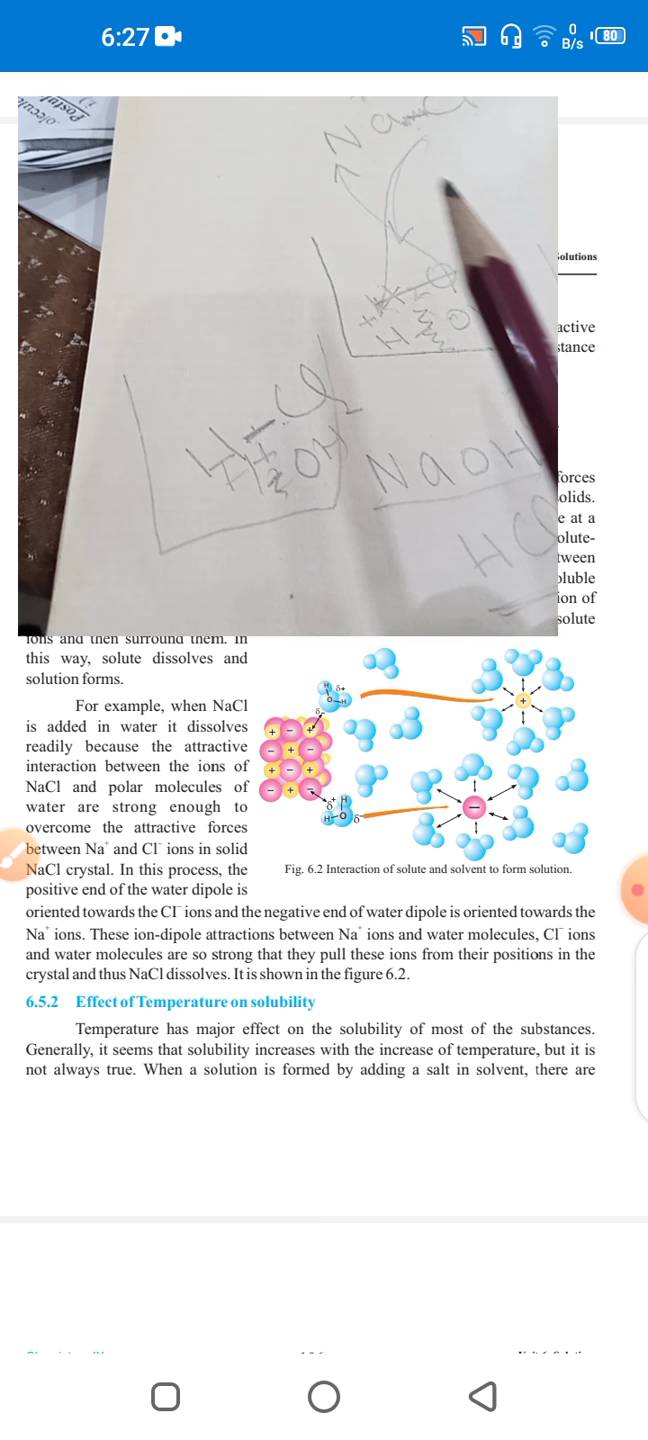 6:27
0
B/s
80
Postul
Na Cl
H OH
NaOH
HCl
Solutions
active
stance
forces
olids.
e at a
olute-
tween
oluble
ion of
solute
ions and then surround them. In
this way, solute dissolves and
solution forms.
For example, when NaCl
is added in water it dissolves
readily because the attractive
interaction between the ions of
NaCl and polar molecules of
water are strong enough to
overcome the attractive forces
between Na⁺ and Cl⁻ ions in solid
NaCl crystal. In this process, the
positive end of the water dipole is
Fig. 6.2 Interaction of solute and solvent to form solution.
oriented towards the Cl⁻ ions and the negative end of water dipole is oriented towards the
Na⁺ ions. These ion-dipole attractions between Na⁺ ions and water molecules, Cl⁻ ions
and water molecules are so strong that they pull these ions from their positions in the
crystal and thus NaCl dissolves. It is shown in the figure 6.2.
6.5.2 Effect of Temperature on solubility
Temperature has major effect on the solubility of most of the substances.
Generally, it seems that solubility increases with the increase of temperature, but it is
not always true. When a solution is formed by adding a salt in solvent, there are